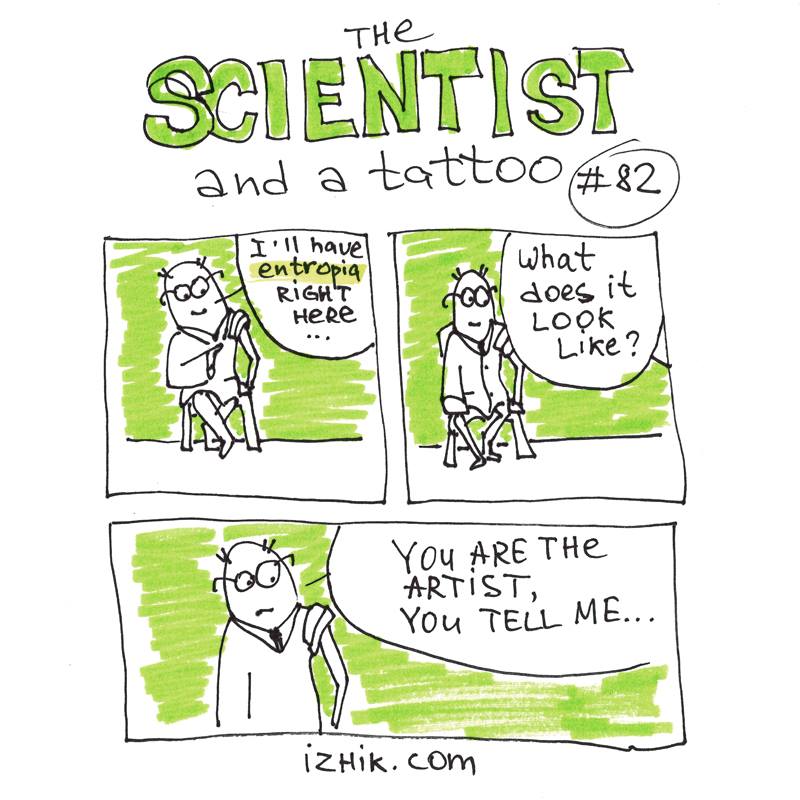 THE
SCIENTIST
and a tattoo #82
I'll have
entropia
RIGHT
HERE
...
What
does it
LOOK
Like?
YOU ARE THE
ARTIST,
YOU TELL ME...
izhik.com